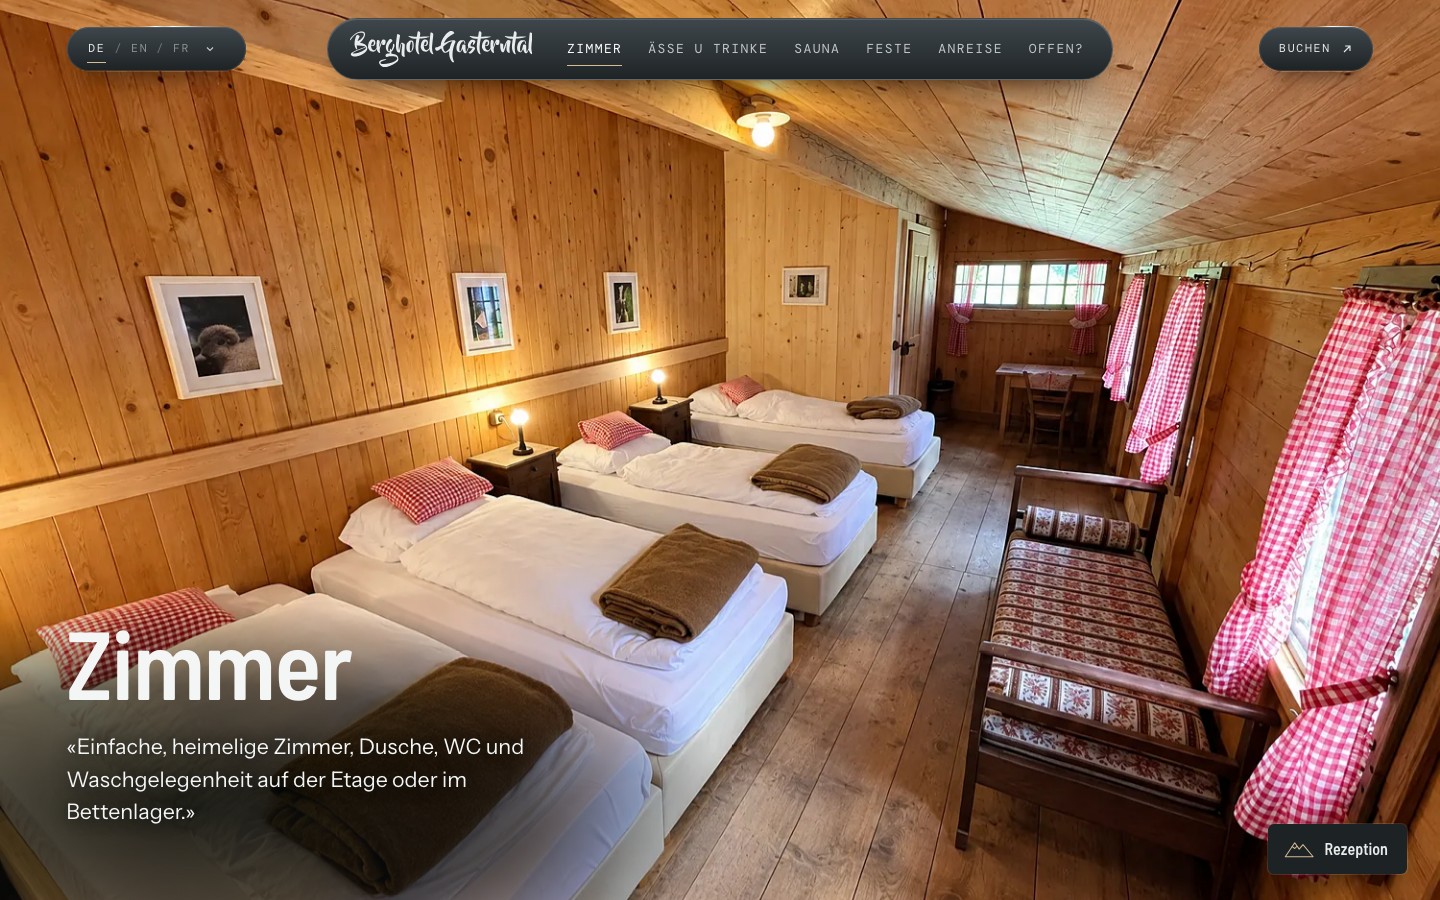 DE / EN / FR
Berghotel Gasterntal
ZIMMER
ÄSSE U TRINKE
SAUNA
FESTE
ANREISE
OFFEN?
BUCHEN
Zimmer
«Einfache, heimelige Zimmer, Dusche, WC und
Waschgelegenheit auf der Etage oder im
Bettenlager.»
Rezeption